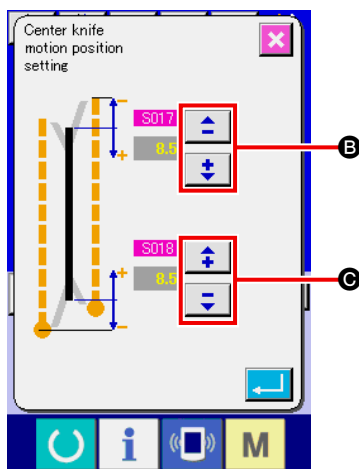 Center knife
motion position
setting
S017
8.5
B
S018
8.5
C
M